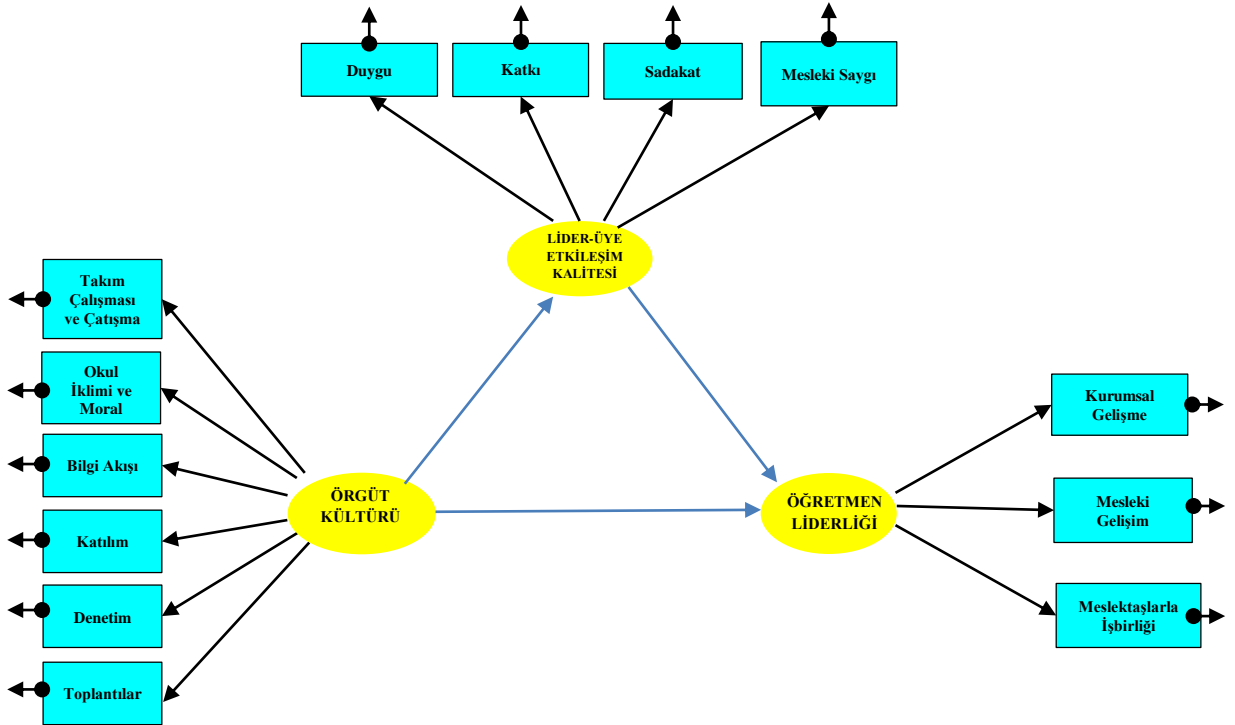 Duygu
Katkı
Sadakat
Mesleki Saygı
LİDER-ÜYE
ETKİLEŞİM
KALİTESİ
Takım
Çalışması
ve Çatışma
Okul
İklimi ve
Moral
Bilgi Akışı
Katılım
Denetim
Toplantılar
ÖRGÜT
KÜLTÜRÜ
ÖĞRETMEN
LİDERLİĞİ
Kurumsal
Gelişme
Mesleki
Gelişim
Meslektaşlarla
İşbirliği